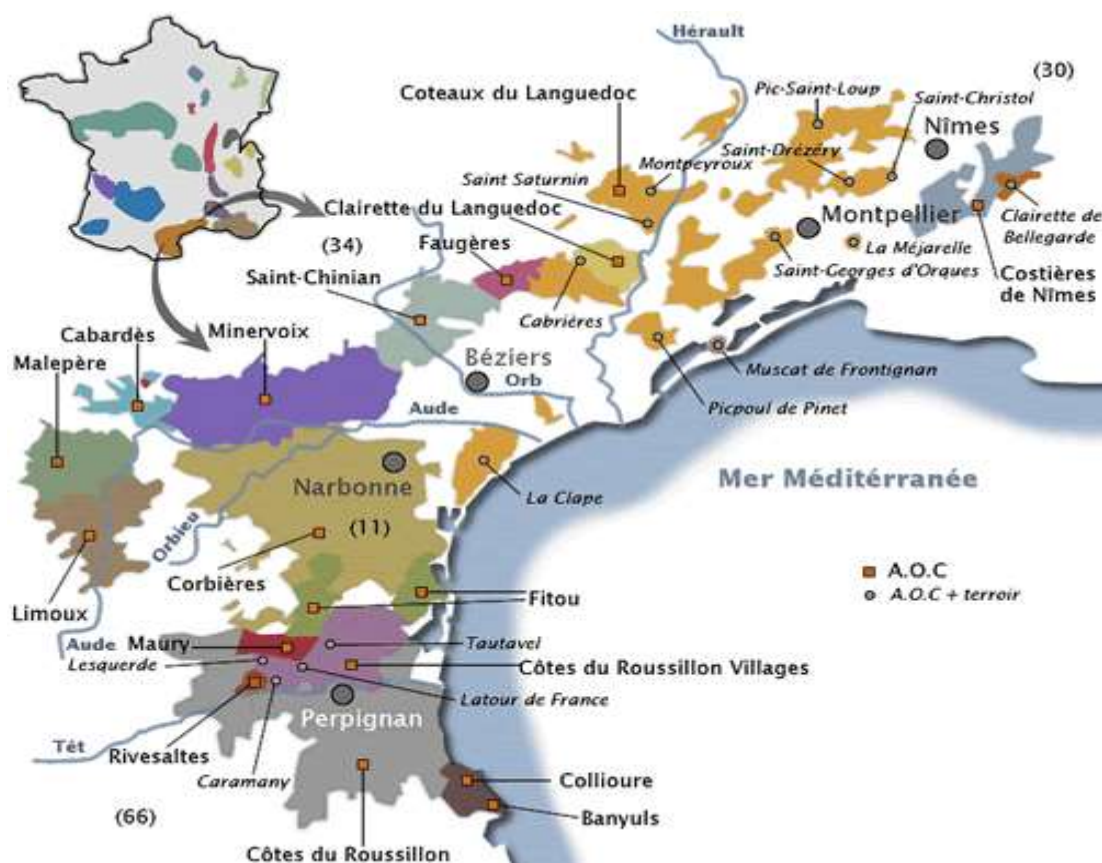 Hérault
(30)
Coteaux du Languedoc
Pic-Saint-Loup
Saint-Christol
Nîmes
Saint-Drézéry
Montpeyroux
Saint Saturnin
Clairette du Languedoc
Montpellier
Clairette de
Bellegarde
(34)
Faugères
La Méjarelle
Saint-Georges d'Orques
Costières
de Nîmes
Saint-Chinian
Cabrières
Cabardès
Minervoix
Malepère
Béziers
Orb
Muscat de Frontignan
Picpoul de Pinet
Aude
Mer Méditérranée
Narbonne
La Clape
(11)
Orbieu
Corbières
Limoux
Fitou
A.O.C
A.O.C + terroir
Aude
Maury
Tautavel
Lesquerde
Côtes du Roussillon Villages
Latour de France
Perpignan
Têt
Rivesaltes
Caramany
Collioure
(66)
Banyuls
Côtes du Roussillon